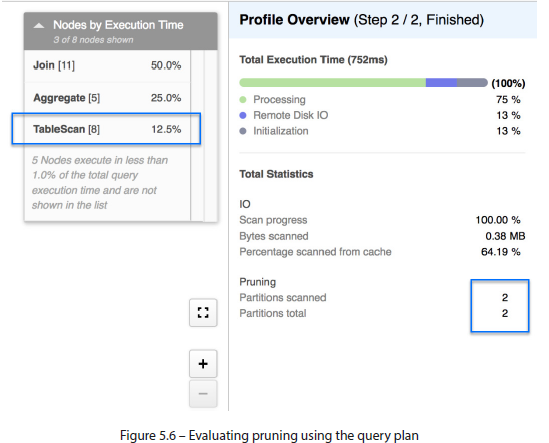 Nodes by Execution Time
3 of 8 nodes shown
Join [11] 50.0%
Aggregate [5] 25.0%
TableScan [8] 12.5%
5 Nodes execute in less than
1.0% of the total query
execution time and are not
shown in the list
+
−
Profile Overview (Step 2 / 2, Finished)
Total Execution Time (752ms)
(100%)
Processing 75 %
Remote Disk IO 13 %
Initialization 13 %
Total Statistics
IO
Scan progress 100.00 %
Bytes scanned 0.38 MB
Percentage scanned from cache 64.19 %
Pruning
Partitions scanned 2
Partitions total 2
Figure 5.6 – Evaluating pruning using the query plan